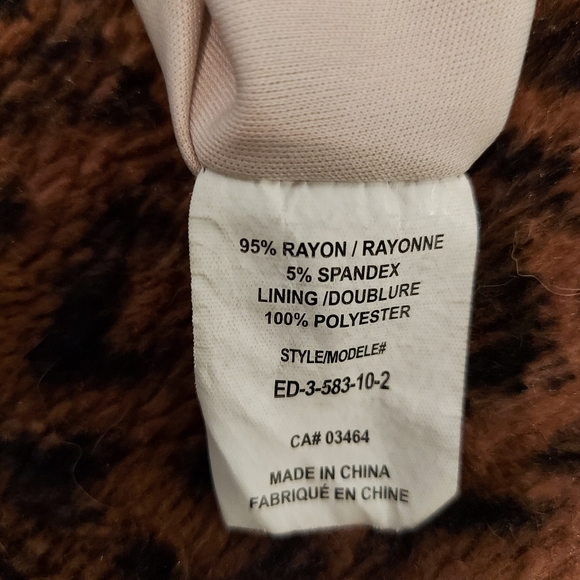 95% RAYON / RAYONNE
5% SPANDEX
LINING /DOUBLURE
100% POLYESTER
STYLE/MODELE#
ED-3-583-10-2
CA# 03464
MADE IN CHINA
FABRIQUÉ EN CHINE